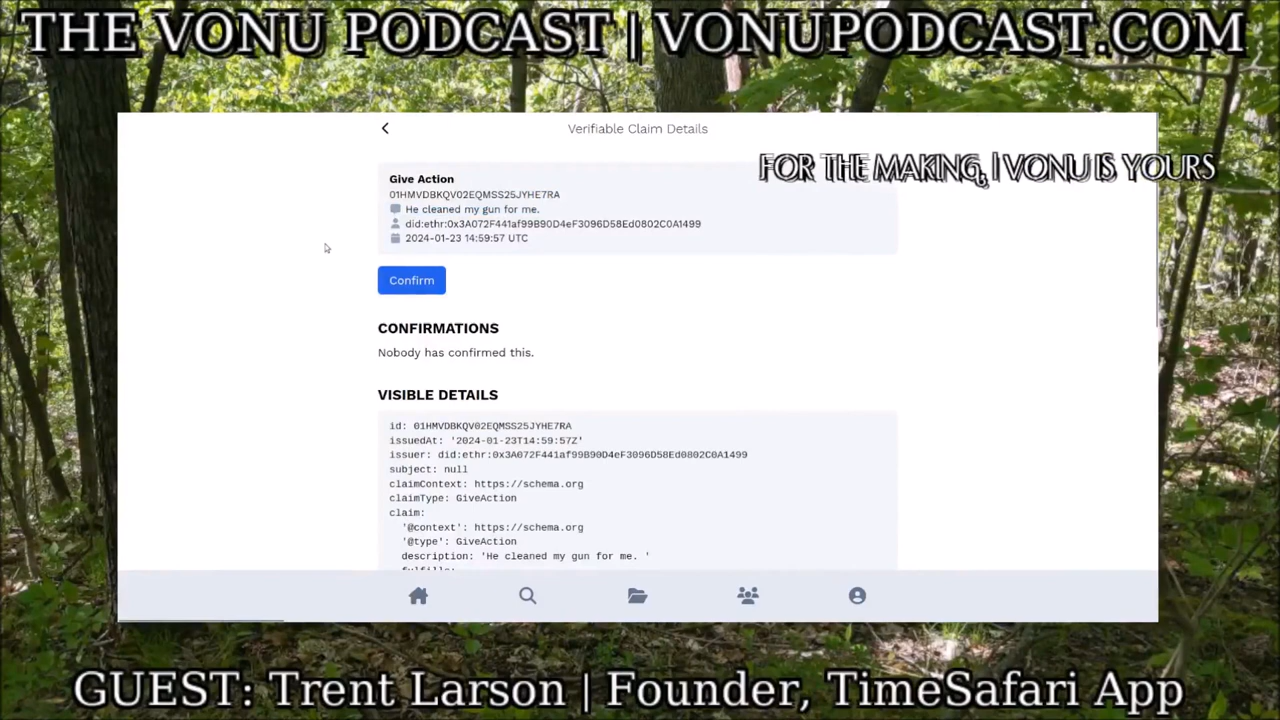 THE VONU PODCAST | VONUPODCAST.COM
Verifiable Claim Details
FOR THE MAKING, | VONU IS YOURS
Give Action
01HMVDBKQV02EQMSS25JYHE7RA
He cleaned my gun for me.
did:ethr:0x3A072F441af99B90D4eF3096D58Ed0802C0A1499
2024-01-23 14:59:57 UTC
Confirm
CONFIRMATIONS
Nobody has confirmed this.
VISIBLE DETAILS
id: 01HMVDBKQV02EQMSS25JYHE7RA
issuedAt: '2024-01-23T14:59:57Z'
issuer: did:ethr:0x3A072F441af99B90D4eF3096D58Ed0802C0A1499
subject: null
claimContext: https://schema.org
claimType: GiveAction
claim:
'@context': https://schema.org
'@type': GiveAction
description: 'He cleaned my gun for me. '
GUEST: Trent Larson | Founder, TimeSafari App